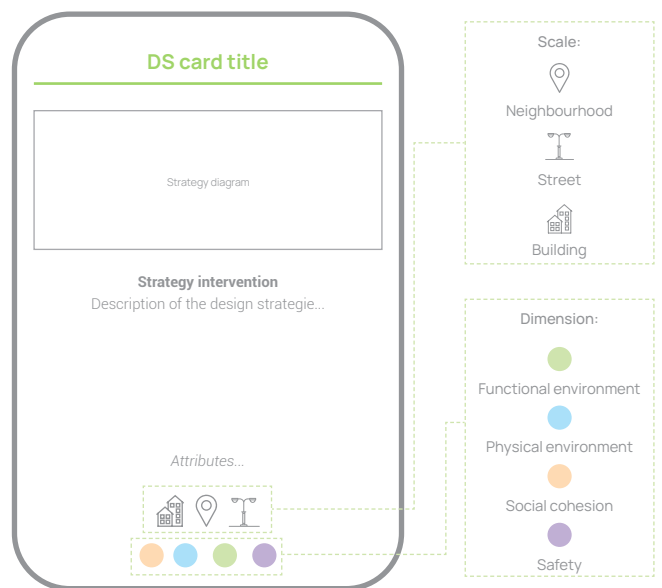 DS card title
Strategy diagram
Strategy intervention
Description of the design strategie...
Attributes...
Scale:
Neighbourhood
Street
Building
Dimension:
Functional environment
Physical environment
Social cohesion
Safety